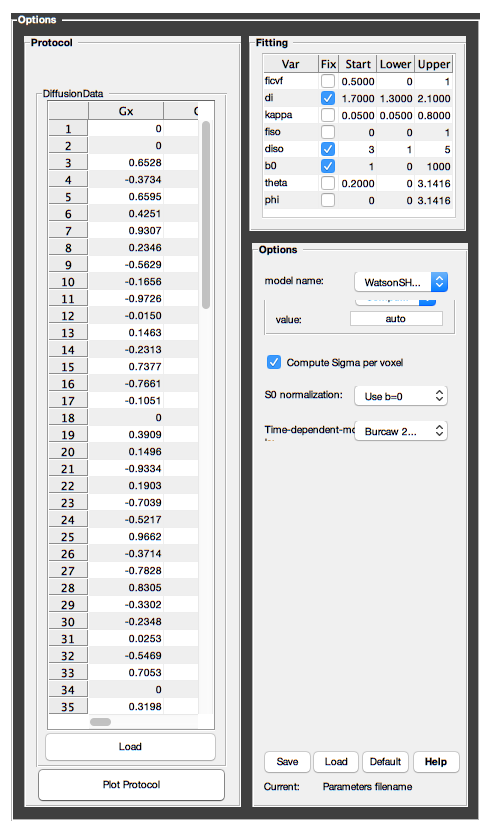 Options
Protocol
DiffusionData
Gx
1 0
2 0
3 0.6528
4 -0.3734
5 0.6595
6 0.4251
7 0.9307
8 0.2346
9 -0.5629
10 -0.1656
11 -0.9726
12 -0.0150
13 0.1463
14 -0.2313
15 0.7377
16 -0.7661
17 -0.1051
18 0
19 0.3909
20 0.1496
21 -0.9334
22 0.1903
23 -0.7039
24 -0.5217
25 0.9662
26 -0.3714
27 -0.7828
28 0.8305
29 -0.3302
30 -0.2348
31 0.0253
32 -0.5469
33 0.7053
34 0
35 0.3198
Load
Plot Protocol
Fitting
Var Fix Start Lower Upper
ficvf 0.5000 0 1
di 1.7000 1.3000 2.1000
kappa 0.0500 0.0500 0.8000
fiso 0 0 1
diso 3 1 5
b0 1 0 1000
theta 0.2000 0 3.1416
phi 0 0 3.1416
Options
model name: WatsonSH...
value: auto
Compute Sigma per voxel
S0 normalization: Use b=0
Time-dependent-mo Burcaw 2...
Save Load Default Help
Current: Parameters filename